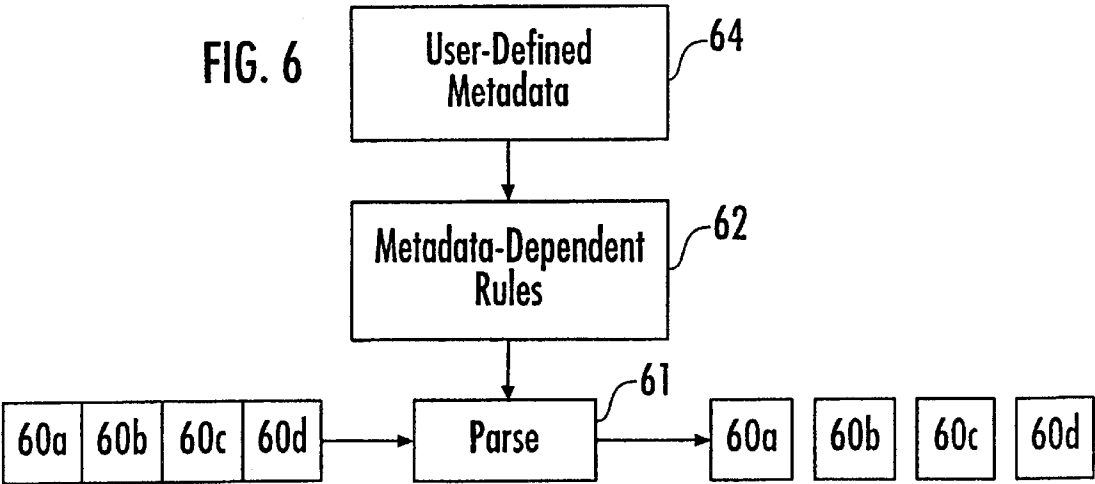 FIG. 6
User-Defined
Metadata
64
Metadata-Dependent
Rules
62
61
60a 60b 60c 60d
Parse
60a 60b 60c 60d